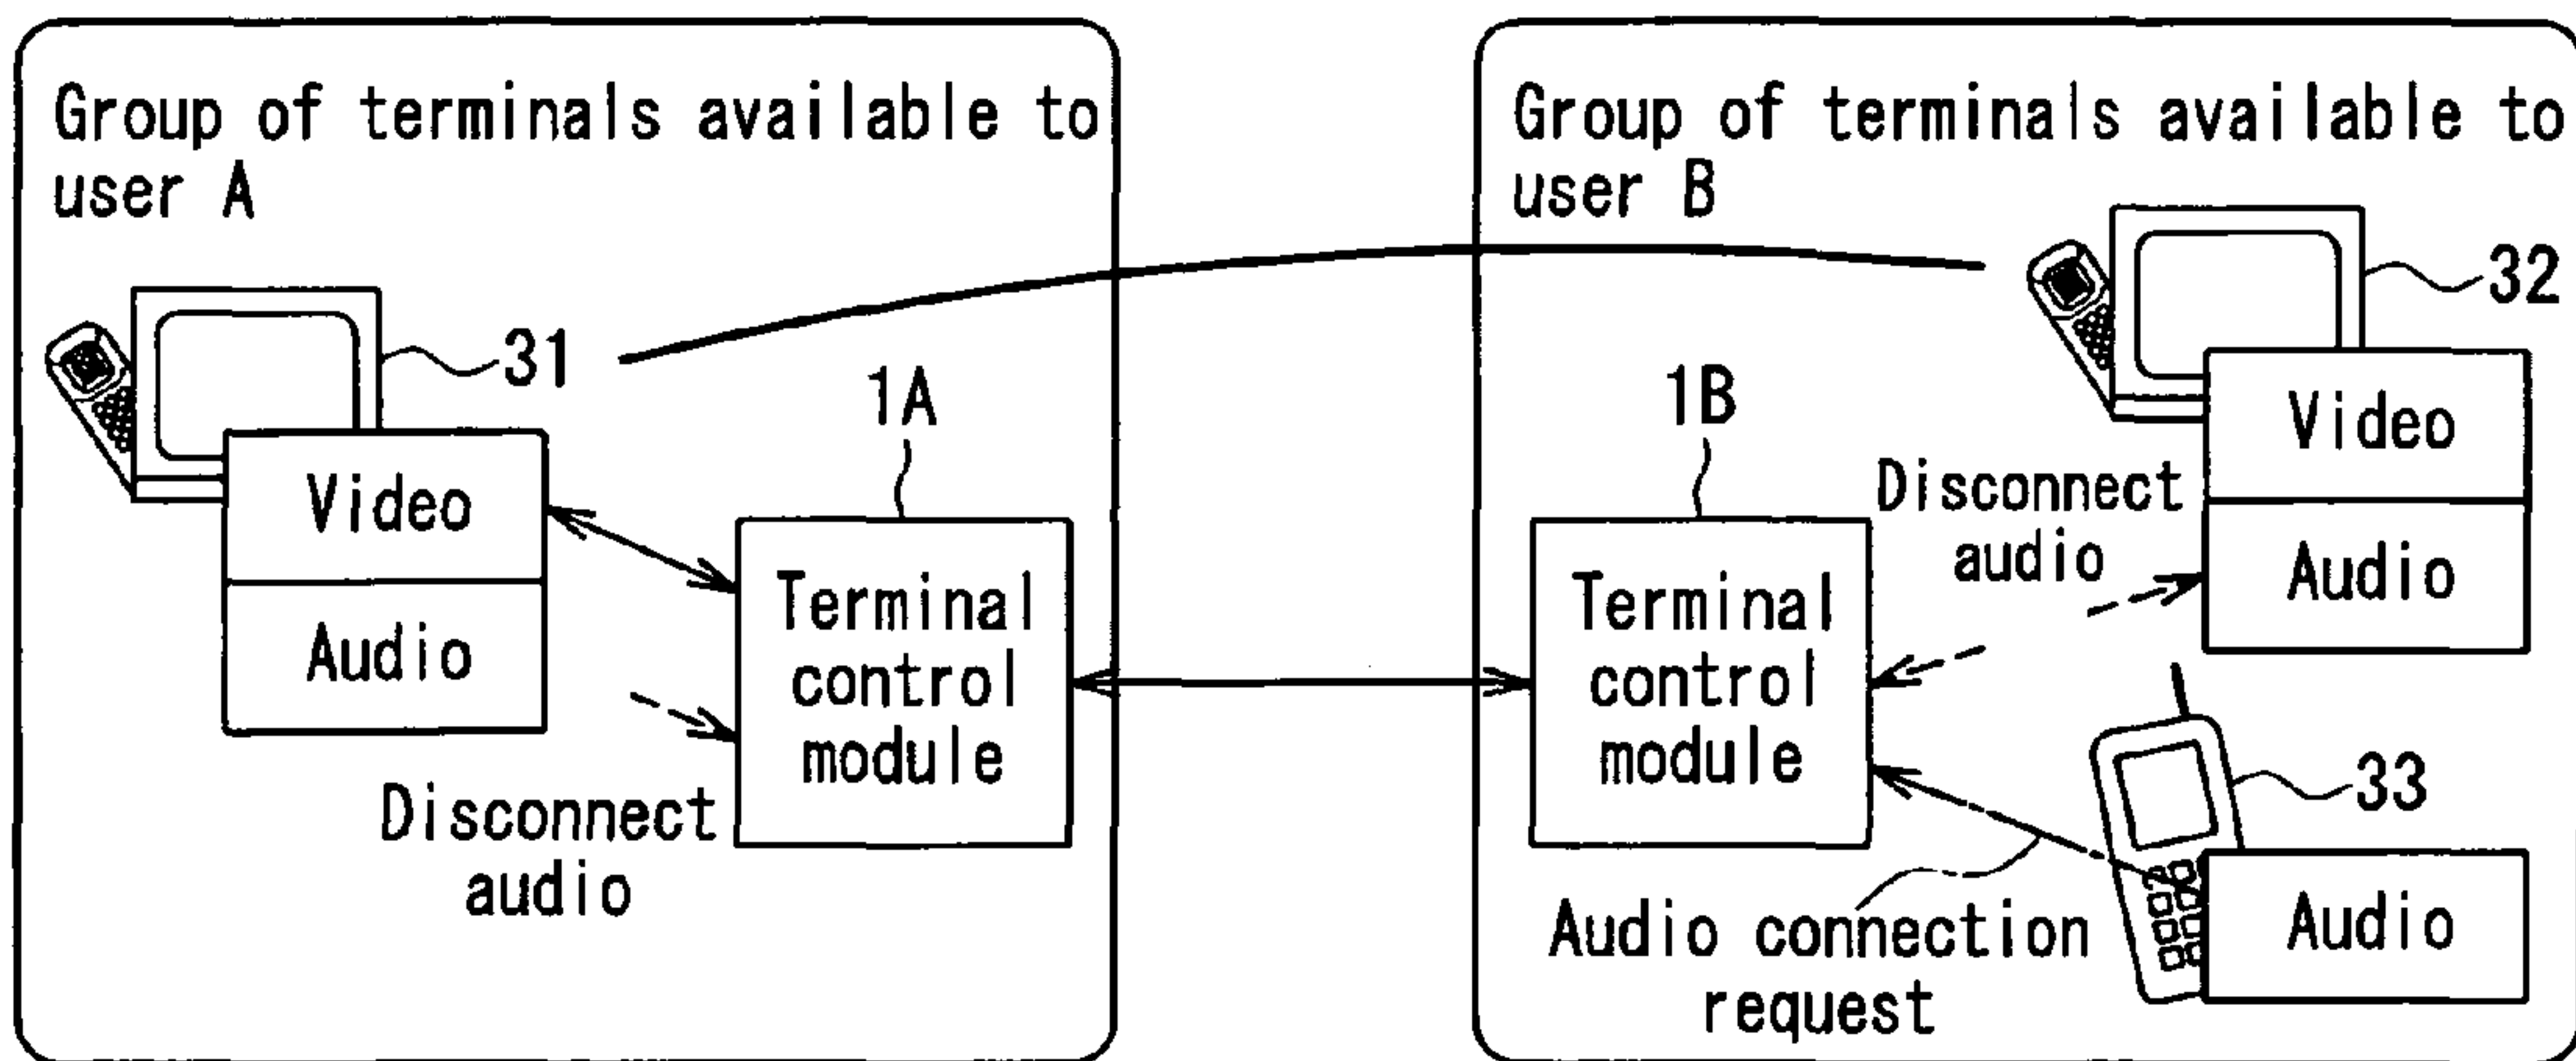 Group of terminals available to
user A
31
1A
Video
Audio
Terminal
control
module
Disconnect
audio
Group of terminals available to
user B
32
1B
Video
Audio
Disconnect
audio
Terminal
control
module
33
Audio
Audio connection
request